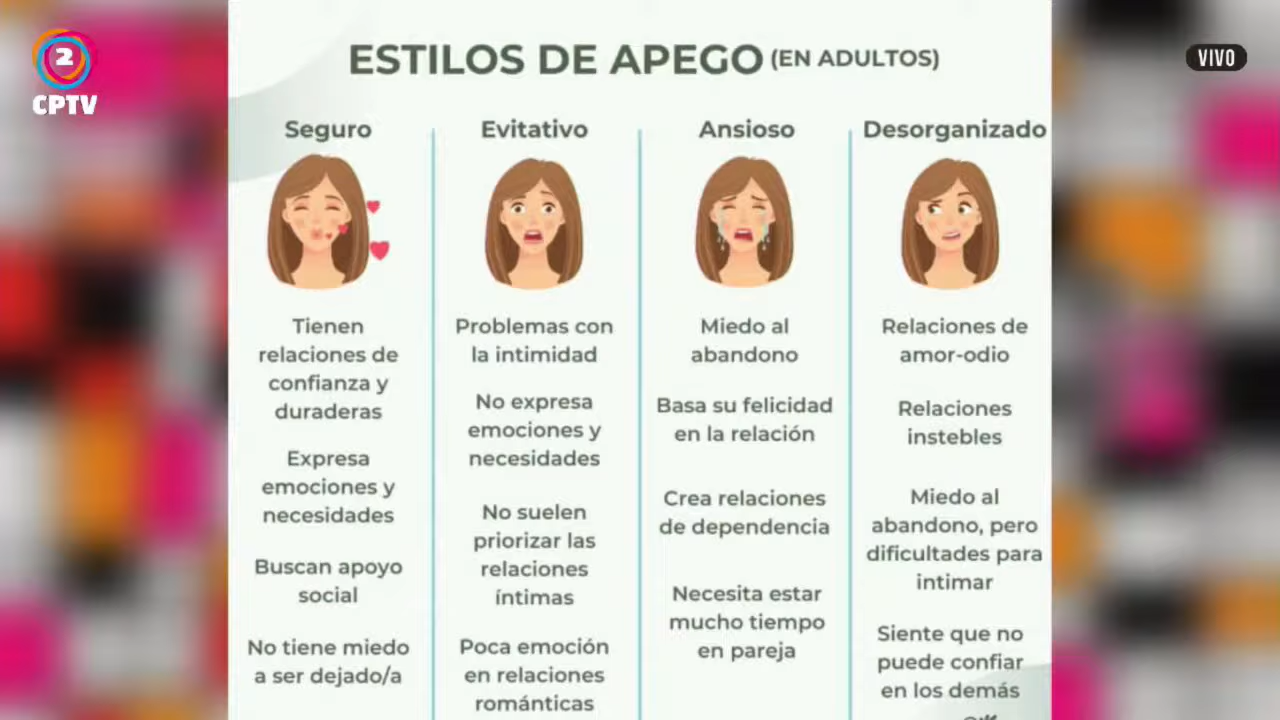 2
CPTV
VIVO
ESTILOS DE APEGO (EN ADULTOS)
Seguro
Tienen
relaciones de
confianza y
duraderas
Expresa
emociones y
necesidades
Buscan apoyo
social
No tiene miedo
a ser dejado/a
Evitativo
Problemas con
la intimidad
No expresa
emociones y
necesidades
No suelen
priorizar las
relaciones
íntimas
Poca emoción
en relaciones
románticas
Ansioso
Miedo al
abandono
Basa su felicidad
en la relación
Crea relaciones
de dependencia
Necesita estar
mucho tiempo
en pareja
Desorganizado
Relaciones de
amor-odio
Relaciones
instebles
Miedo al
abandono, pero
dificultades para
intimar
Siente que no
puede confiar
en los demás